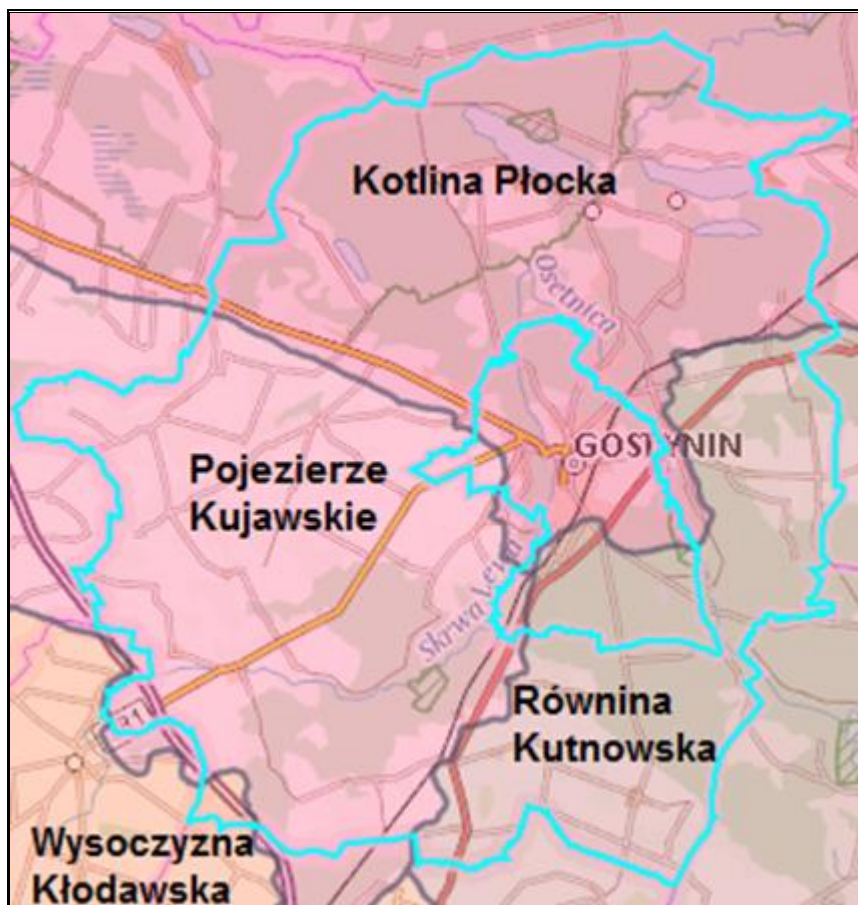 Kotlina Płocka
Osetnica
GOSTYNIN
Pojezierze
Kujawskie
Skrwa Lewa
Równina
Kutnowska
Wysoczyzna
Kłodawska